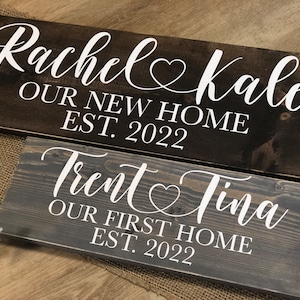 Rachel ♡ Kale
OUR NEW HOME
EST. 2022
Trent ♡ Tina
OUR FIRST HOME
EST. 2022